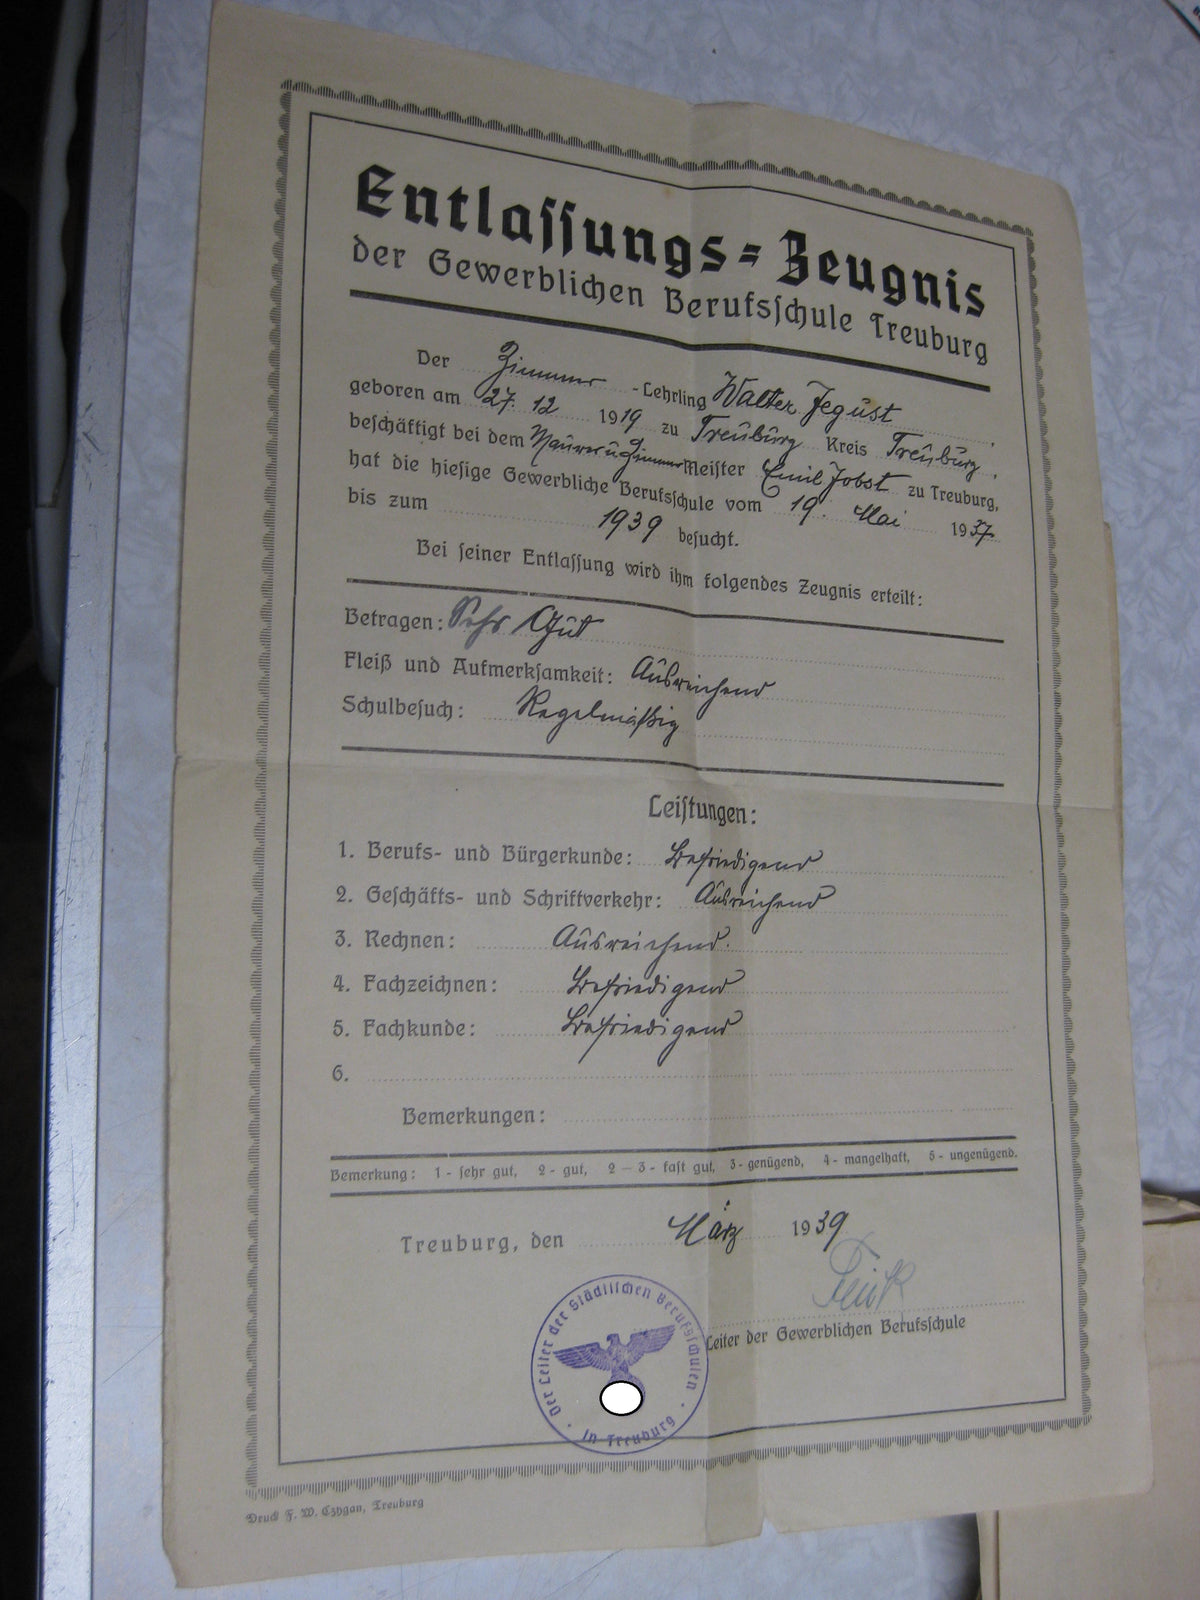 Entlassungs-Zeugnis
der Gewerblichen Berufsschule Treuburg
Der Zimmer -Lehrling Walter Jegust
geboren am 27. 12 1919 zu Treuburg Kreis Treuburg.
beschäftigt bei dem Maurer u Zimmer Meister Emil Jobst zu Treuburg,
hat die hiesige Gewerbliche Berufsschule vom 19. Mai 1937
bis zum 1939 besucht.
Bei seiner Entlassung wird ihm folgendes Zeugnis erteilt:
Betragen: Sehr Gut
Fleiß und Aufmerksamkeit: Ausreichend
Schulbesuch: Regelmäßig
Leistungen:
1. Berufs- und Bürgerkunde: Befriedigend
2. Geschäfts- und Schriftverkehr: Ausreichend
3. Rechnen: Ausreichend.
4. Fachzeichnen: Befriedigend
5. Fachkunde: Befriedigend
6.
Bemerkungen:
Bemerkung: 1 - sehr gut, 2 - gut, 2 — 3 - fast gut, 3 - genügend, 4 - mangelhaft, 5 - ungenügend.
Treuburg, den März 1939
Leiter der Gewerblichen Berufsschule
Der Leiter der Städtischen Berufsschulen
in Treuburg
Druck F. W. Czygan, Treuburg